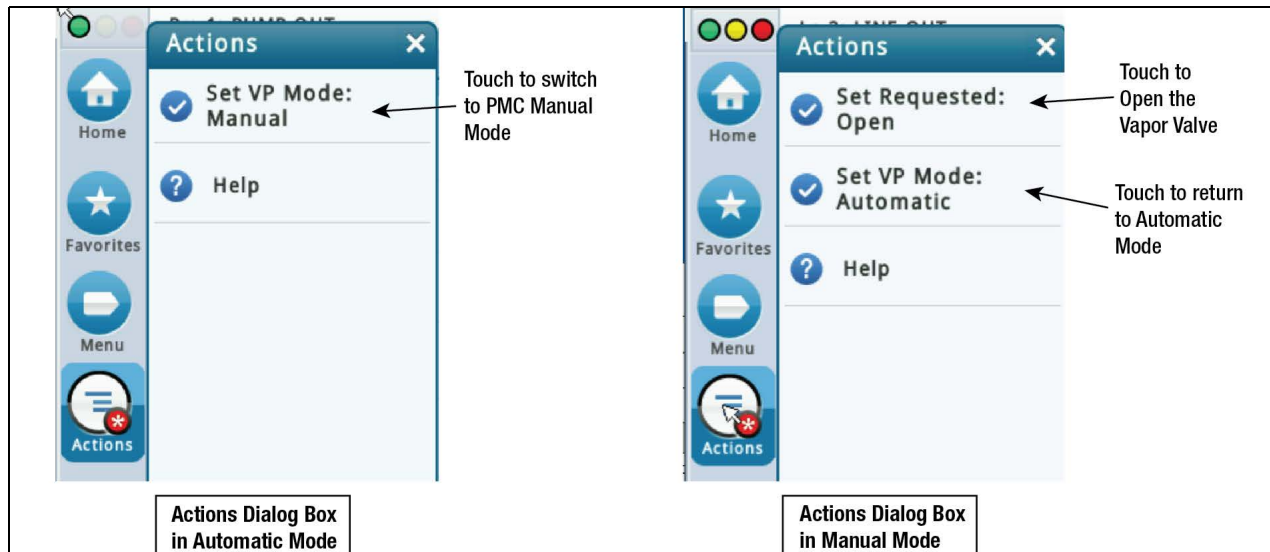 Actions
Set VP Mode:
Manual
Help
Home
Favorites
Menu
Actions
Touch to switch
to PMC Manual
Mode
Actions Dialog Box
in Automatic Mode
Actions
Set Requested:
Open
Set VP Mode:
Automatic
Help
Home
Favorites
Menu
Actions
Touch to
Open the
Vapor Valve
Touch to return
to Automatic
Mode
Actions Dialog Box
in Manual Mode